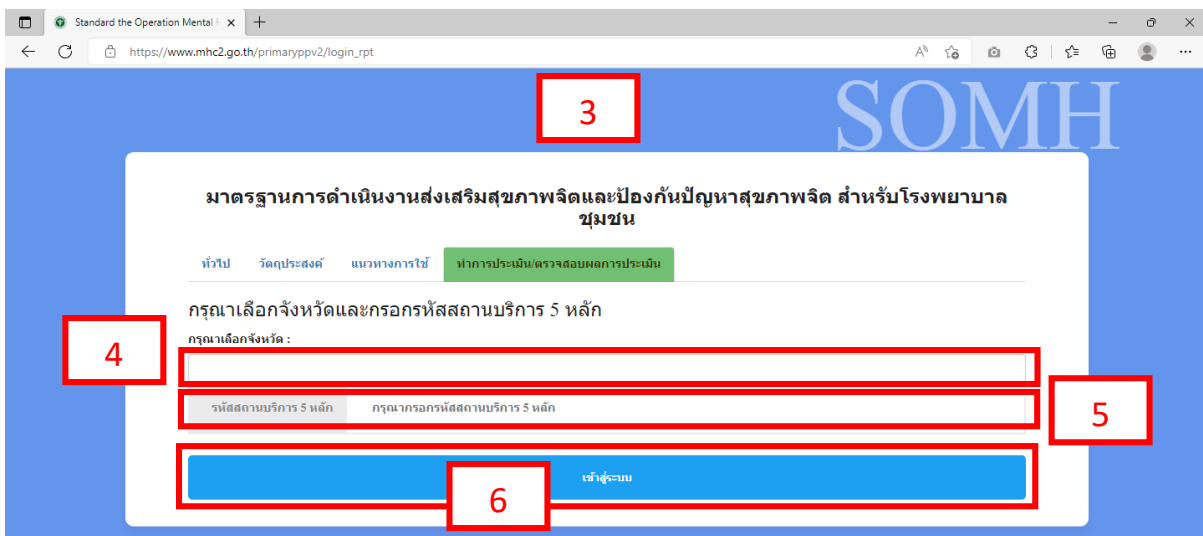 Standard the Operation Mental H
https://www.mhc2.go.th/primaryppv2/login_rpt
3
SOMH
มาตรฐานการดำเนินงานส่งเสริมสุขภาพจิตและป้องกันปัญหาสุขภาพจิต สำหรับโรงพยาบาล
ชุมชน
ทั่วไป วัตถุประสงค์ แนวทางการใช้ ทำการประเมิน/ตรวจสอบผลการประเมิน
กรุณาเลือกจังหวัดและกรอกรหัสสถานบริการ 5 หลัก
กรุณาเลือกจังหวัด :
4
รหัสสถานบริการ 5 หลัก กรุณากรอกรหัสสถานบริการ 5 หลัก
5
เข้าสู่ระบบ
6